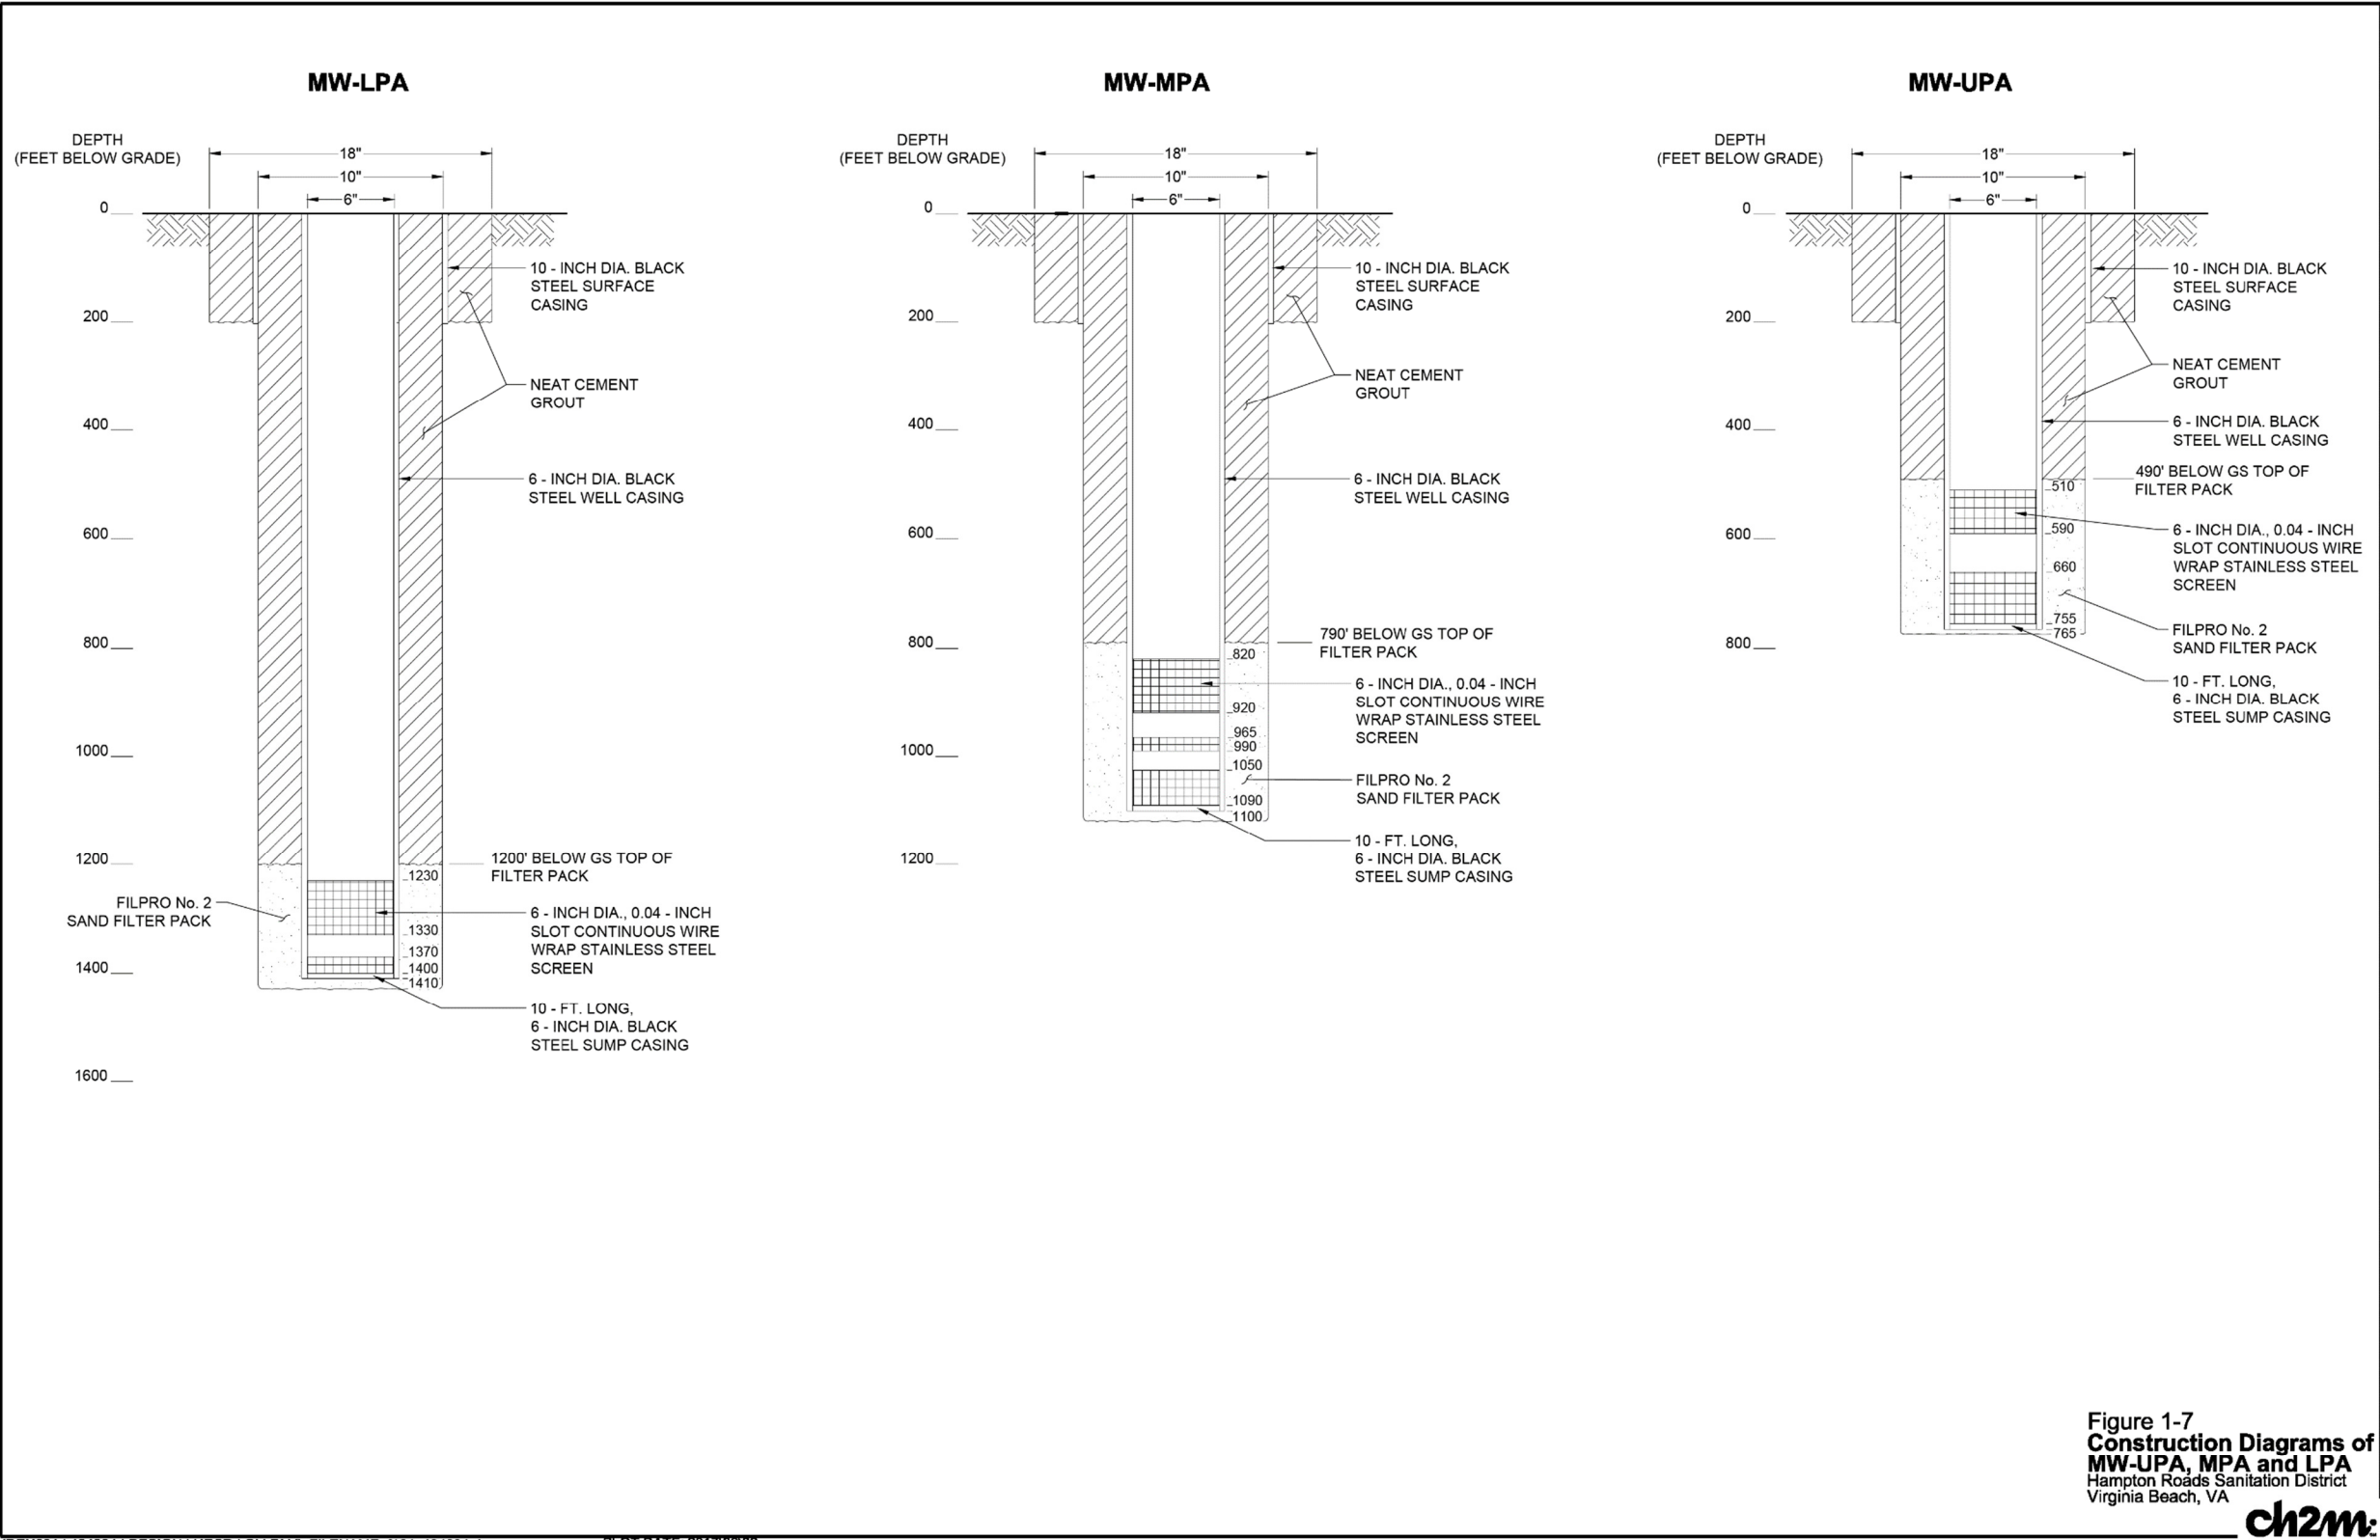 MW-LPA
DEPTH
(FEET BELOW GRADE)
18"
10"
6"
0
200
400
600
800
1000
1200
1400
1600
10 - INCH DIA. BLACK
STEEL SURFACE
CASING
NEAT CEMENT
GROUT
6 - INCH DIA. BLACK
STEEL WELL CASING
1200' BELOW GS TOP OF
FILTER PACK
1230
1330
1370
1400
1410
FILPRO No. 2
SAND FILTER PACK
6 - INCH DIA., 0.04 - INCH
SLOT CONTINUOUS WIRE
WRAP STAINLESS STEEL
SCREEN
10 - FT. LONG,
6 - INCH DIA. BLACK
STEEL SUMP CASING
MW-MPA
DEPTH
(FEET BELOW GRADE)
18"
10"
6"
0
200
400
600
800
1000
1200
10 - INCH DIA. BLACK
STEEL SURFACE
CASING
NEAT CEMENT
GROUT
6 - INCH DIA. BLACK
STEEL WELL CASING
790' BELOW GS TOP OF
FILTER PACK
820
920
965
990
1050
1090
1100
6 - INCH DIA., 0.04 - INCH
SLOT CONTINUOUS WIRE
WRAP STAINLESS STEEL
SCREEN
FILPRO No. 2
SAND FILTER PACK
10 - FT. LONG,
6 - INCH DIA. BLACK
STEEL SUMP CASING
MW-UPA
DEPTH
(FEET BELOW GRADE)
18"
10"
6"
0
200
400
600
800
10 - INCH DIA. BLACK
STEEL SURFACE
CASING
NEAT CEMENT
GROUT
6 - INCH DIA. BLACK
STEEL WELL CASING
490' BELOW GS TOP OF
FILTER PACK
510
590
660
755
765
6 - INCH DIA., 0.04 - INCH
SLOT CONTINUOUS WIRE
WRAP STAINLESS STEEL
SCREEN
FILPRO No. 2
SAND FILTER PACK
10 - FT. LONG,
6 - INCH DIA. BLACK
STEEL SUMP CASING
Figure 1-7
Construction Diagrams of
MW-UPA, MPA and LPA
Hampton Roads Sanitation District
Virginia Beach, VA
ch2m: